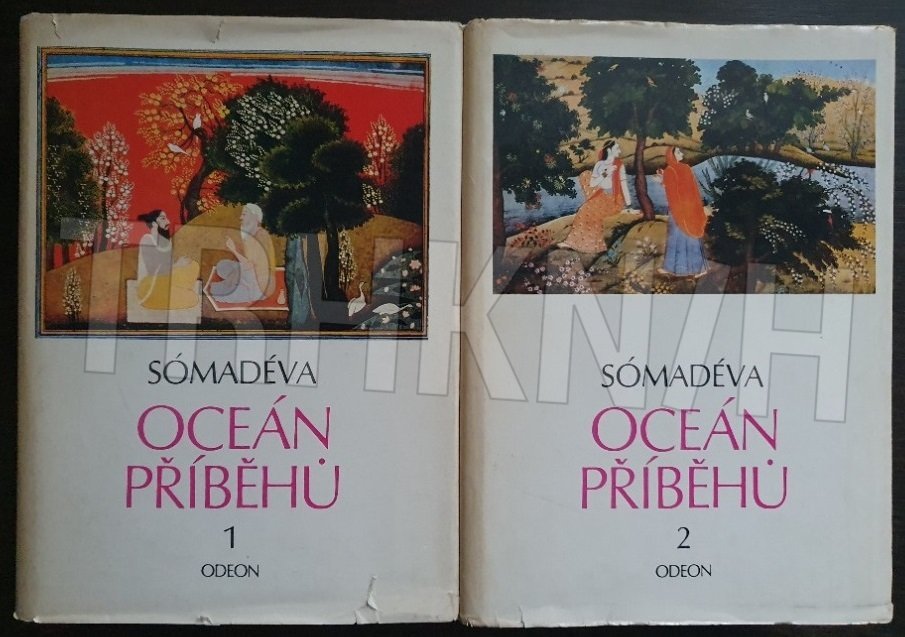 SÓMADÉVA
OCEÁN
PŘÍBĚHŮ
1
ODEON
SÓMADÉVA
OCEÁN
PŘÍBĚHŮ
2
ODEON